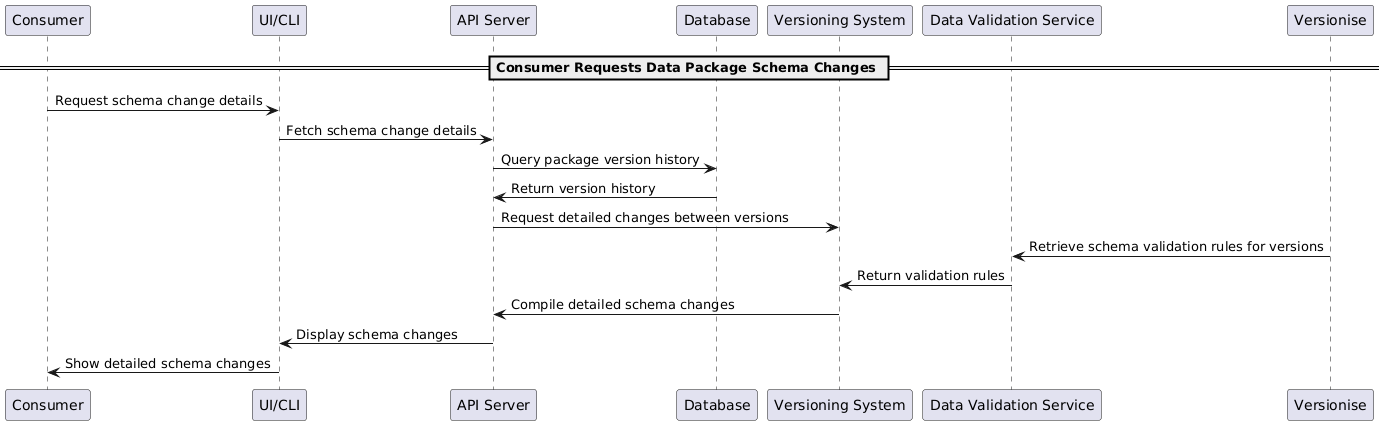 Consumer UI/CLI API Server Database Versioning System Data Validation Service Versionise
Consumer Requests Data Package Schema Changes
Request schema change details
Fetch schema change details
Query package version history
Return version history
Request detailed changes between versions
Retrieve schema validation rules for versions
Return validation rules
Compile detailed schema changes
Display schema changes
Show detailed schema changes
Consumer UI/CLI API Server Database Versioning System Data Validation Service Versionise